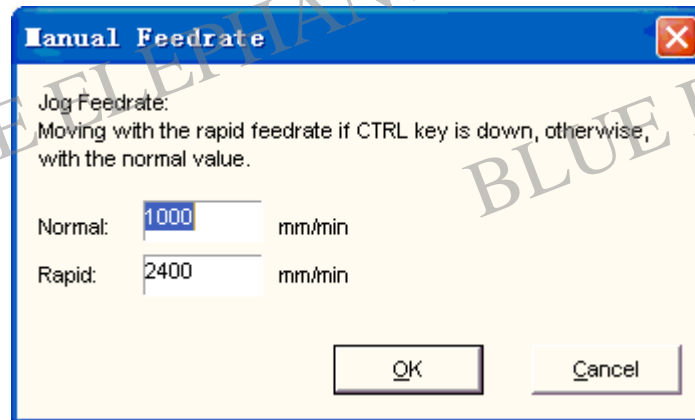 Manual Feedrate
Jog Feedrate:
Moving with the rapid feedrate if CTRL key is down, otherwise,
with the normal value.
Normal: 1000 mm/min
Rapid: 2400 mm/min
OK Cancel
E ELEPHAN
BLUE